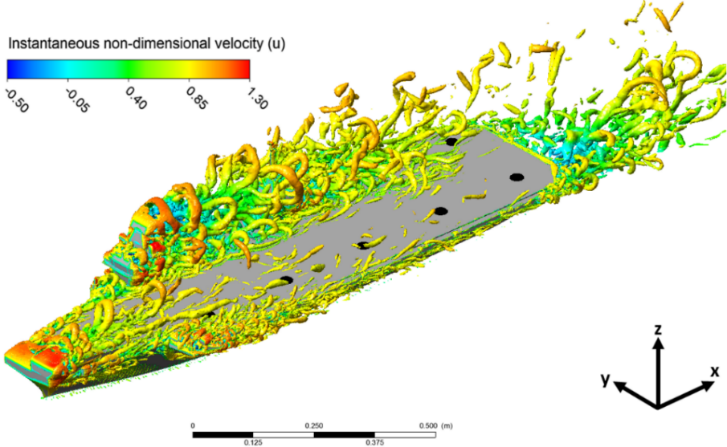 Instantaneous non-dimensional velocity (u)
-0.50 -0.05 0.40 0.85 1.30
z
y x
0 0.250 0.500 (m)
0.125 0.375